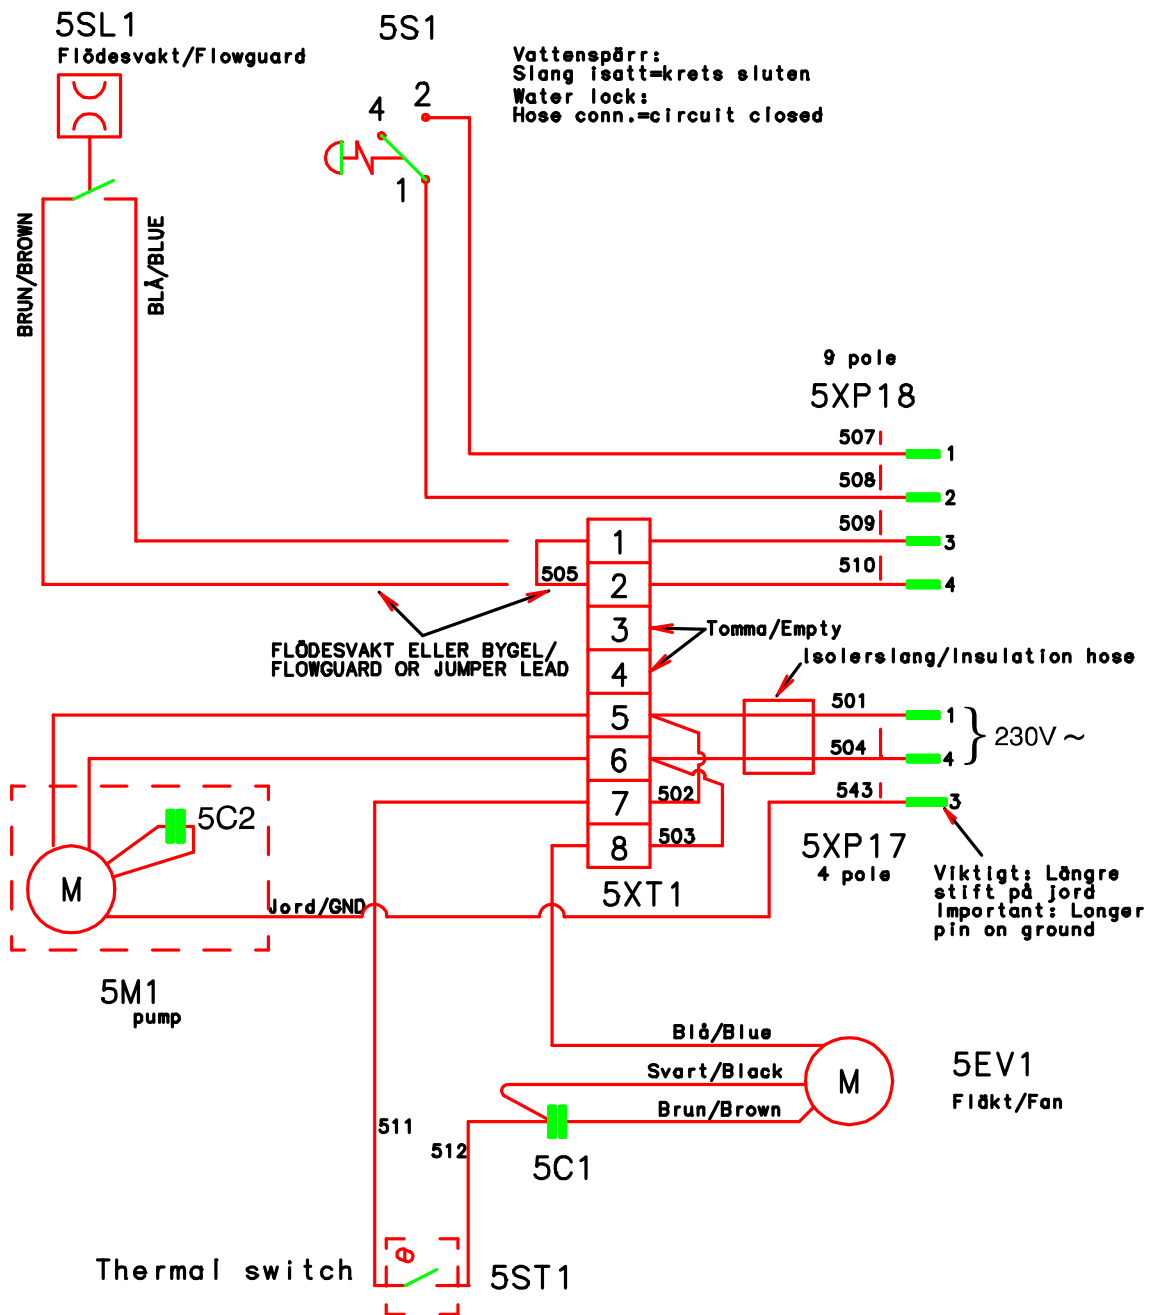 5SL1
Flödesvakt/Flowguard
5S1
Vattenspärr:
Slang isatt=krets sluten
Water lock:
Hose conn.=circuit closed
2
4
1
BRUN/BROWN
BLÅ/BLUE
9 pole
5XP18
507
1
508
2
509
3
510
4
1
505
2
3
4
5
6
7
8
5XT1
FLÖDESVAKT ELLER BYGEL/
FLOWGUARD OR JUMPER LEAD
Tomma/Empty
Isolerslang/Insulation hose
501
1
504
4
230V ~
502
503
543
3
5XP17
4 pole
Viktigt: Längre
stift på jord
Important: Longer
pin on ground
5C2
M
Jord/GND
5M1
pump
Blå/Blue
Svart/Black
Brun/Brown
M
5EV1
Fläkt/Fan
5C1
511
512
Thermal switch
θ
5ST1